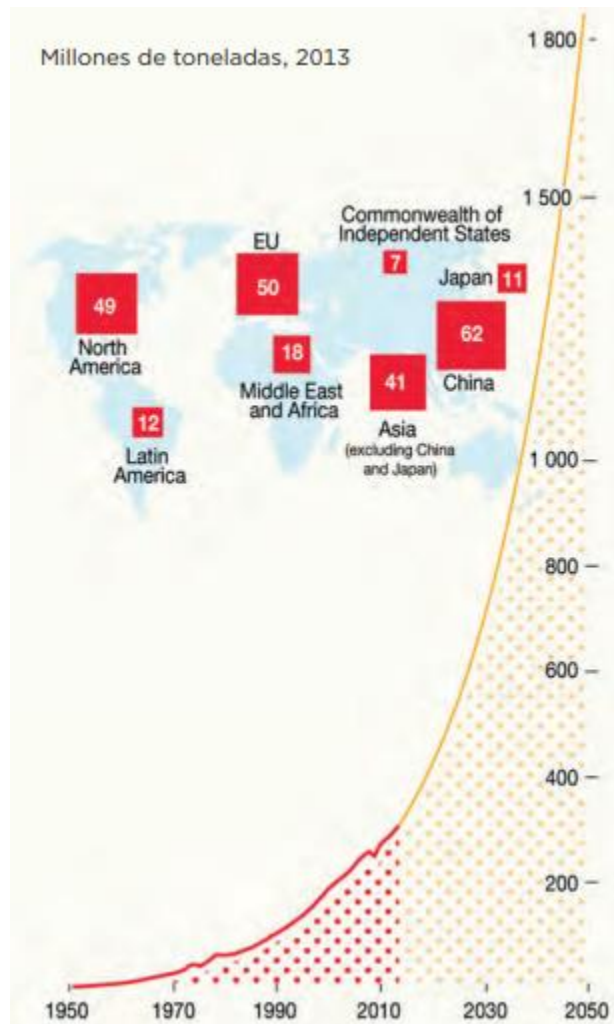 Millones de toneladas, 2013
1 800
1 500
Commonwealth of
Independent States
7
EU
50
Japan 11
49
North
America
62
China
18
Middle East
and Africa
41
Asia
(excluding China
and Japan)
12
Latin
America
1 000
800
600
400
200
1950 1970 1990 2010 2030 2050